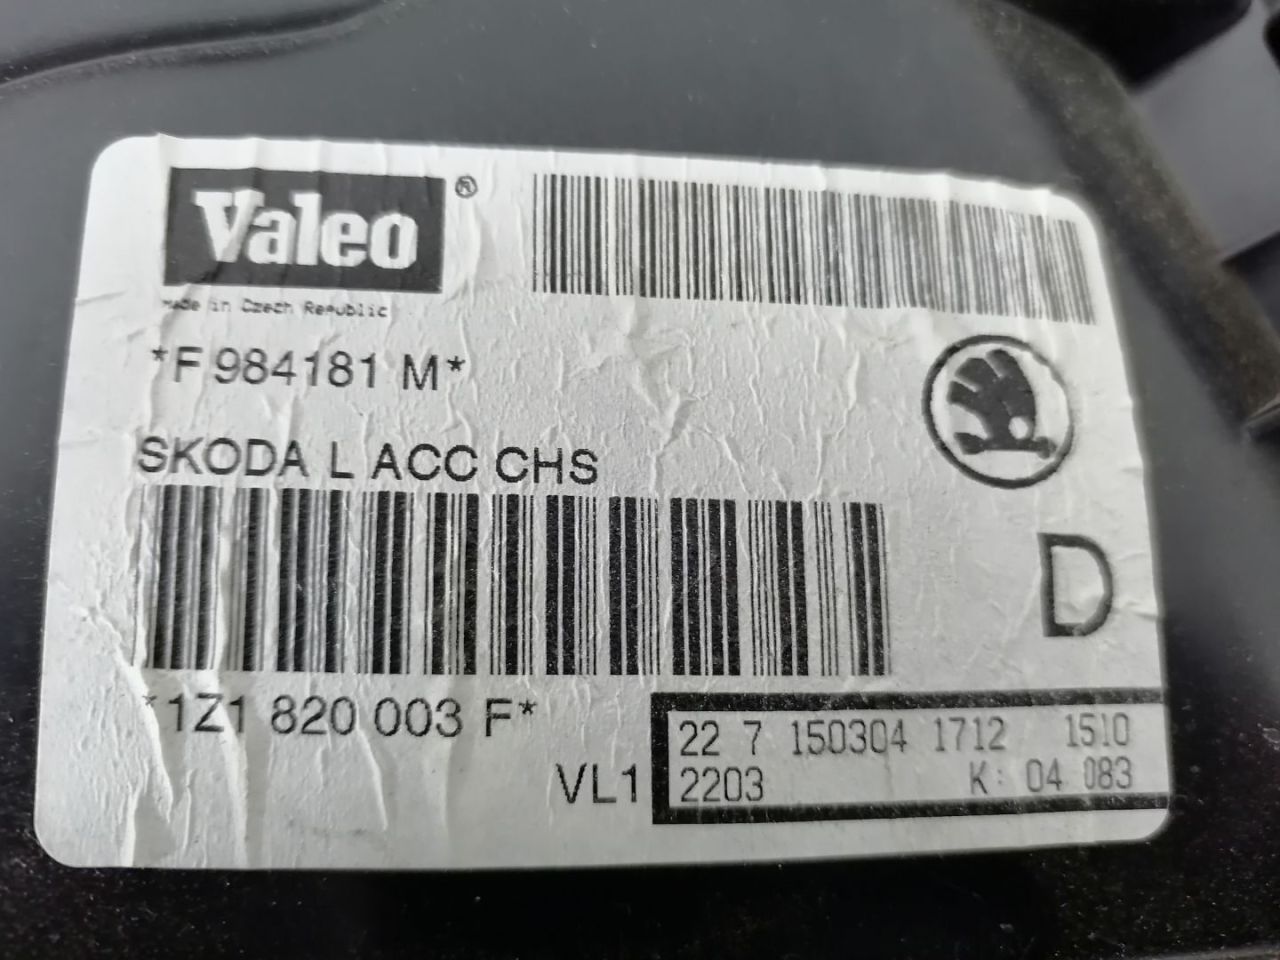 Valeo®
Made in Czech Republic
*F 984181 M*
SKODA L ACC CHS
D
*1Z1 820 003 F*
VL1
22 7 150304 1712 1510
2203 K: 04 083